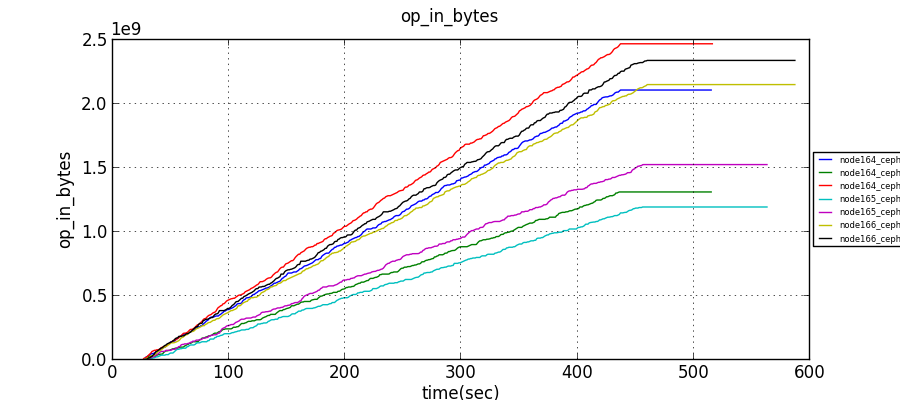 op_in_bytes
1e9
2.5
2.0
1.5
1.0
0.5
0.0
op_in_bytes
0 100 200 300 400 500 600
time(sec)
node164_ceph
node164_ceph
node164_ceph
node165_ceph
node165_ceph
node166_ceph
node166_ceph